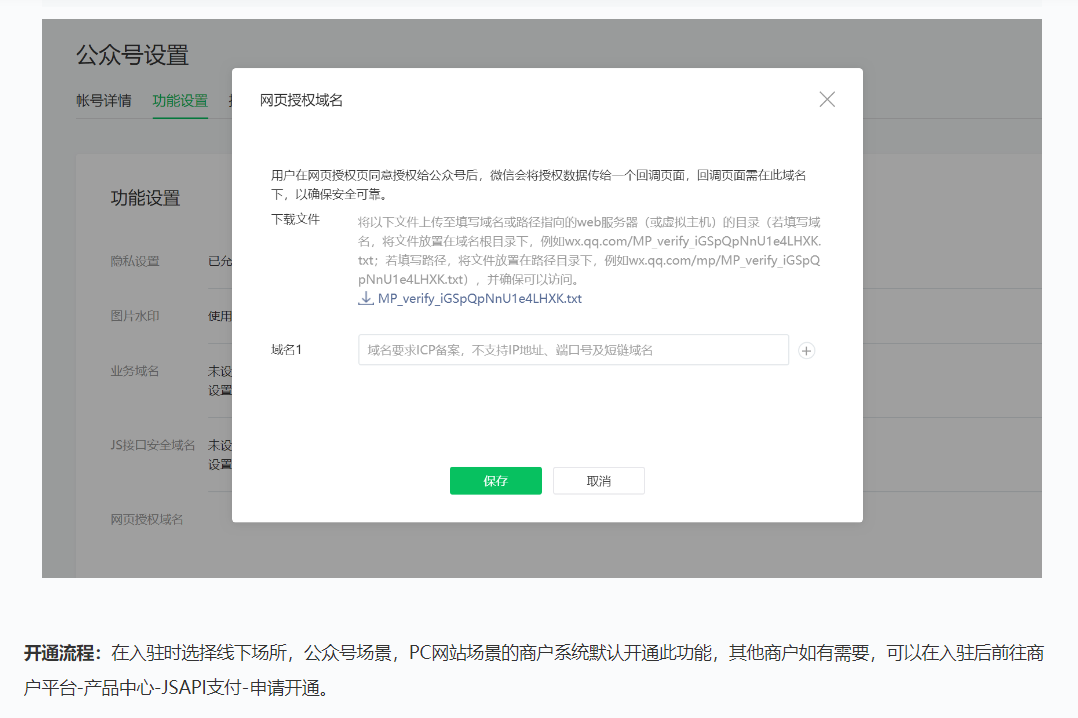 公众号设置
帐号详情 功能设置
网页授权域名
用户在网页授权页同意授权给公众号后，微信会将授权数据传给一个回调页面，回调页面需在此域名
下，以确保安全可靠。
功能设置
下载文件 将以下文件上传至填写域名或路径指向的web服务器（或虚拟主机）的目录（若填写域
名，将文件放置在域名根目录下，例如wx.qq.com/MP_verify_iGSpQpNnU1e4LHXK.
txt；若填写路径，将文件放置在路径目录下，例如wx.qq.com/mp/MP_verify_iGSpQ
pNnU1e4LHXK.txt），并确保可以访问。
MP_verify_iGSpQpNnU1e4LHXK.txt
隐私设置 已允
图片水印 使用
域名1 域名要求ICP备案，不支持IP地址、端口号及短链域名
业务域名 未设
设置
JS接口安全域名 未设
设置
保存 取消
网页授权域名
开通流程：在入驻时选择线下场所，公众号场景，PC网站场景的商户系统默认开通此功能，其他商户如有需要，可以在入驻后前往商
户平台-产品中心-JSAPI支付-申请开通。